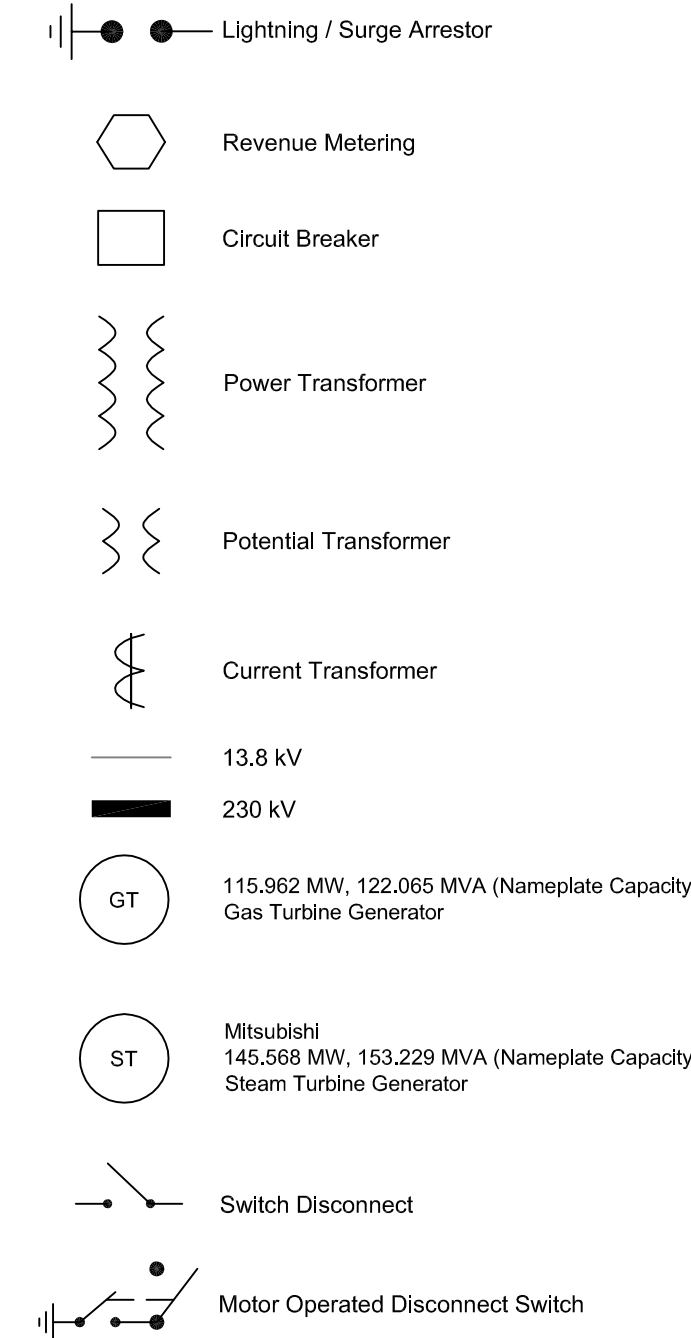 Lightning / Surge Arrestor
Revenue Metering
Circuit Breaker
Power Transformer
Potential Transformer
Current Transformer
13.8 kV
230 kV
GT
115.962 MW, 122.065 MVA (Nameplate Capacity
Gas Turbine Generator
ST
Mitsubishi
145.568 MW, 153.229 MVA (Nameplate Capacity
Steam Turbine Generator
Switch Disconnect
Motor Operated Disconnect Switch